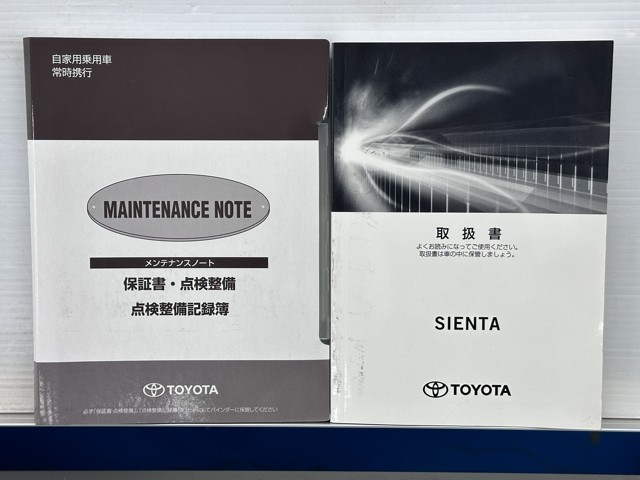 自家用乗用車
常時携行
MAINTENANCE NOTE
メンテナンスノート
保証書・点検整備
点検整備記録簿
TOYOTA
取扱書
よくお読みになってご使用ください。
取扱書は車の中に保管しましょう。
SIENTA
TOYOTA